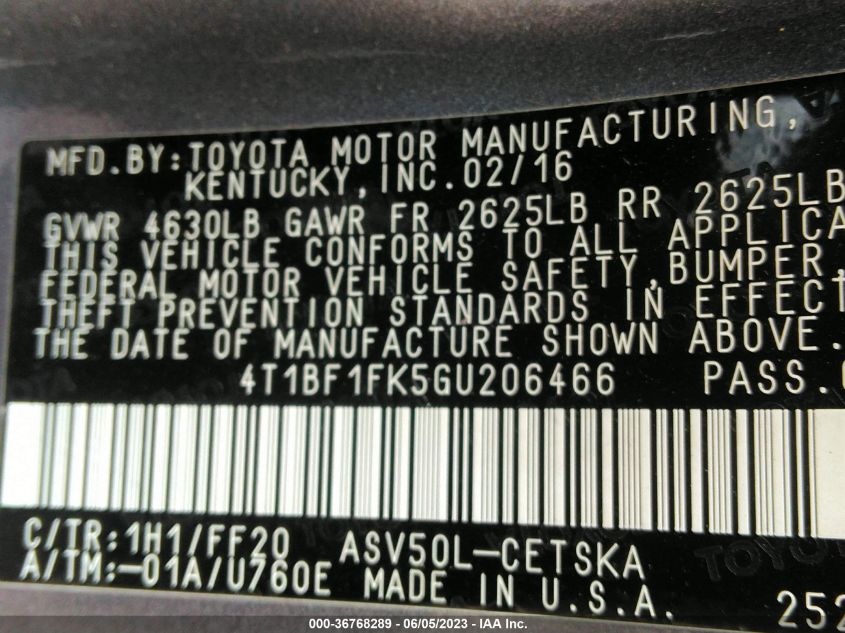 MFD.BY:TOYOTA MOTOR MANUFACTURING,
KENTUCKY, INC.02/16
GVWR 4630LB GAWR FR 2625LB RR 2625LB
THIS VEHICLE CONFORMS TO ALL APPLICA
FEDERAL MOTOR VEHICLE SAFETY, BUMPER,
THEFT PREVENTION STANDARDS IN EFFECT
THE DATE OF MANUFACTURE SHOWN ABOVE.
4T1BF1FK5GU206466 PASS.
C/TR:1H1/FF20 ASV50L-CETSKA
A/TM:-01A/U760E MADE IN U.S.A. 252
000-36768289 - 06/05/2023 - IAA Inc.